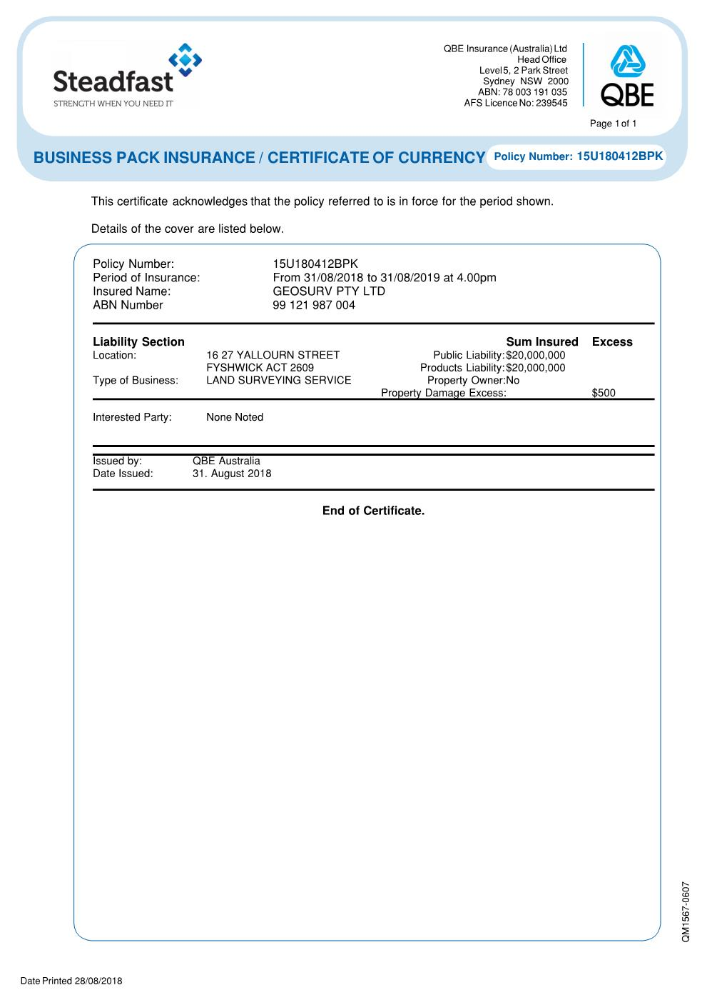 Steadfast
STRENGTH WHEN YOU NEED IT
QBE Insurance (Australia) Ltd
Head Office
Level 5, 2 Park Street
Sydney NSW 2000
ABN: 78 003 191 035
AFS Licence No: 239545
QBE
Page 1 of 1
BUSINESS PACK INSURANCE / CERTIFICATE OF CURRENCY Policy Number: 15U180412BPK
This certificate acknowledges that the policy referred to is in force for the period shown.
Details of the cover are listed below.
Policy Number: 15U180412BPK
Period of Insurance: From 31/08/2018 to 31/08/2019 at 4.00pm
Insured Name: GEOSURV PTY LTD
ABN Number 99 121 987 004
Liability Section Sum Insured Excess
Location: 16 27 YALLOURN STREET Public Liability: $20,000,000
FYSHWICK ACT 2609 Products Liability: $20,000,000
Type of Business: LAND SURVEYING SERVICE Property Owner: No
Property Damage Excess: $500
Interested Party: None Noted
Issued by: QBE Australia
Date Issued: 31. August 2018
End of Certificate.
QM1567-0607
Date Printed 28/08/2018